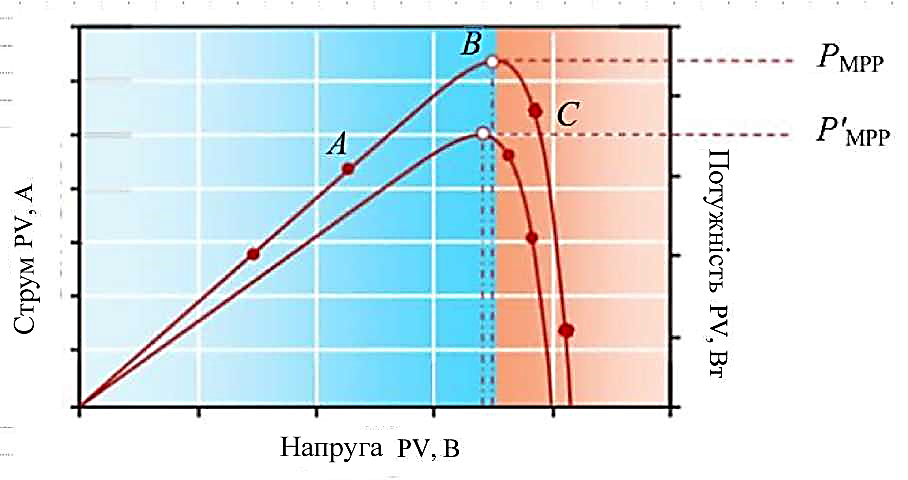 B
P_MPP
A
C
P'_MPP
Струм PV, А
Потужність PV, Вт
Напруга PV, В